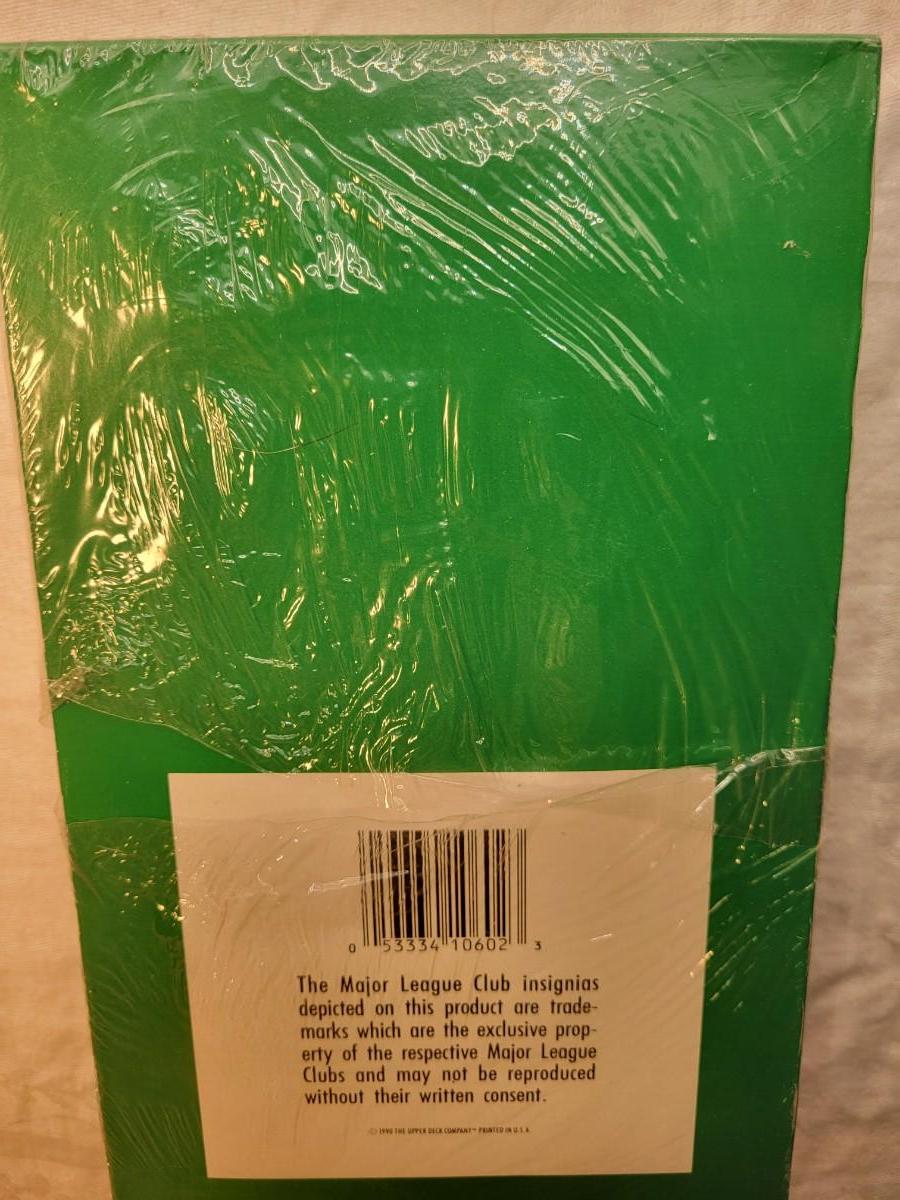 0 53334 10602 3
The Major League Club insignias
depicted on this product are trade-
marks which are the exclusive prop-
erty of the respective Major League
Clubs and may not be reproduced
without their written consent.
© 1990 THE UPPER DECK COMPANY™ PRINTED IN U.S.A.